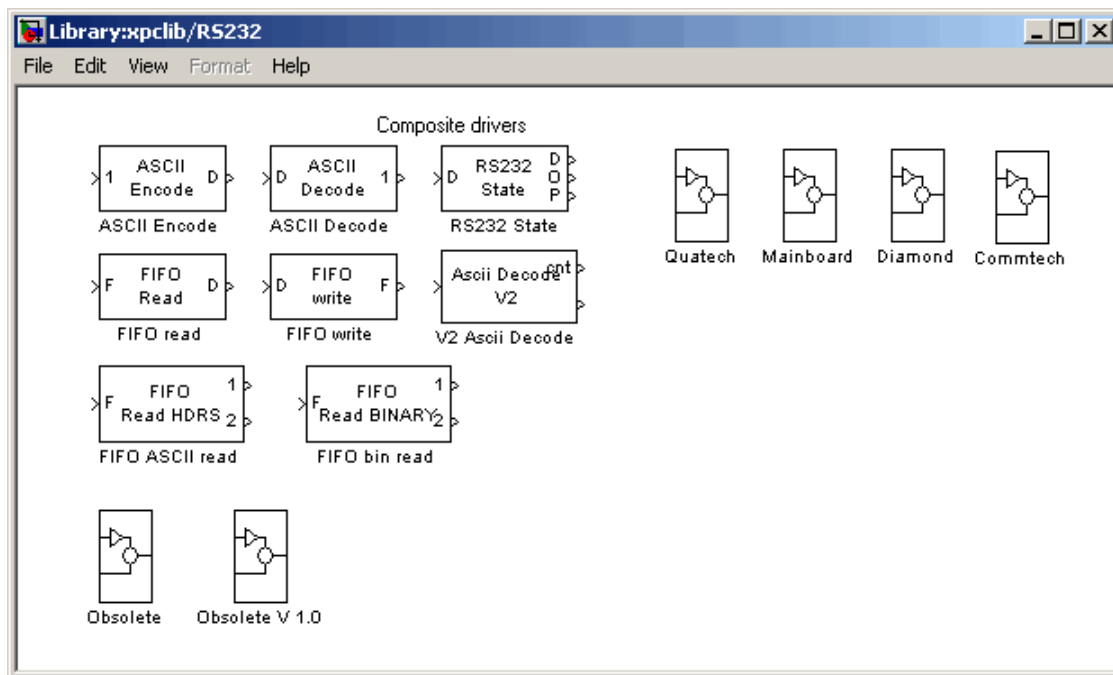 Library:xpclib/RS232
File Edit View Format Help
Composite drivers
1 ASCII Encode D
ASCII Encode
D ASCII Decode 1
ASCII Decode
D RS232 State D O P
RS232 State
Quatech
Mainboard
Diamond
Commtech
F FIFO Read D
FIFO read
D FIFO write F
FIFO write
Ascii Decode V2 cnt
V2 Ascii Decode
F FIFO Read HDRS 1 2
FIFO ASCII read
F FIFO Read BINARY 1 2
FIFO bin read
Obsolete
Obsolete V 1.0